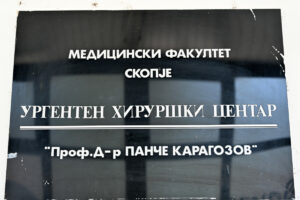 МЕДИЦИНСКИ ФАКУЛТЕТ
СКОПЈЕ
УРГЕНТЕН ХИРУРШКИ ЦЕНТАР
"Проф.Д-р ПАНЧЕ КАРАГОЗОВ"